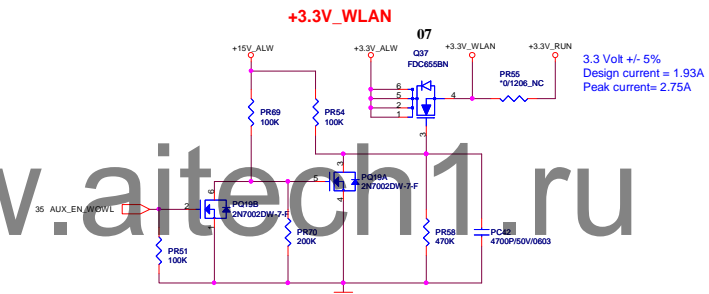 +3.3V_WLAN
07
+15V_ALW
+3.3V_ALW
Q37
FDC655BN
+3.3V_WLAN
+3.3V_RUN
3.3 Volt +/- 5%
Design current = 1.93A
Peak current= 2.75A
PR55
*0/1206_NC
6
5
2
1
4
3
PR69
100K
PR54
100K
3
5
4
PQ19A
2N7002DW-7-F
6
2
1
PQ19B
2N7002DW-7-F
35 AUX_EN_WOWL
PR51
100K
PR70
200K
PR58
470K
PC42
4700P/50V/0603
w.aitech1.ru